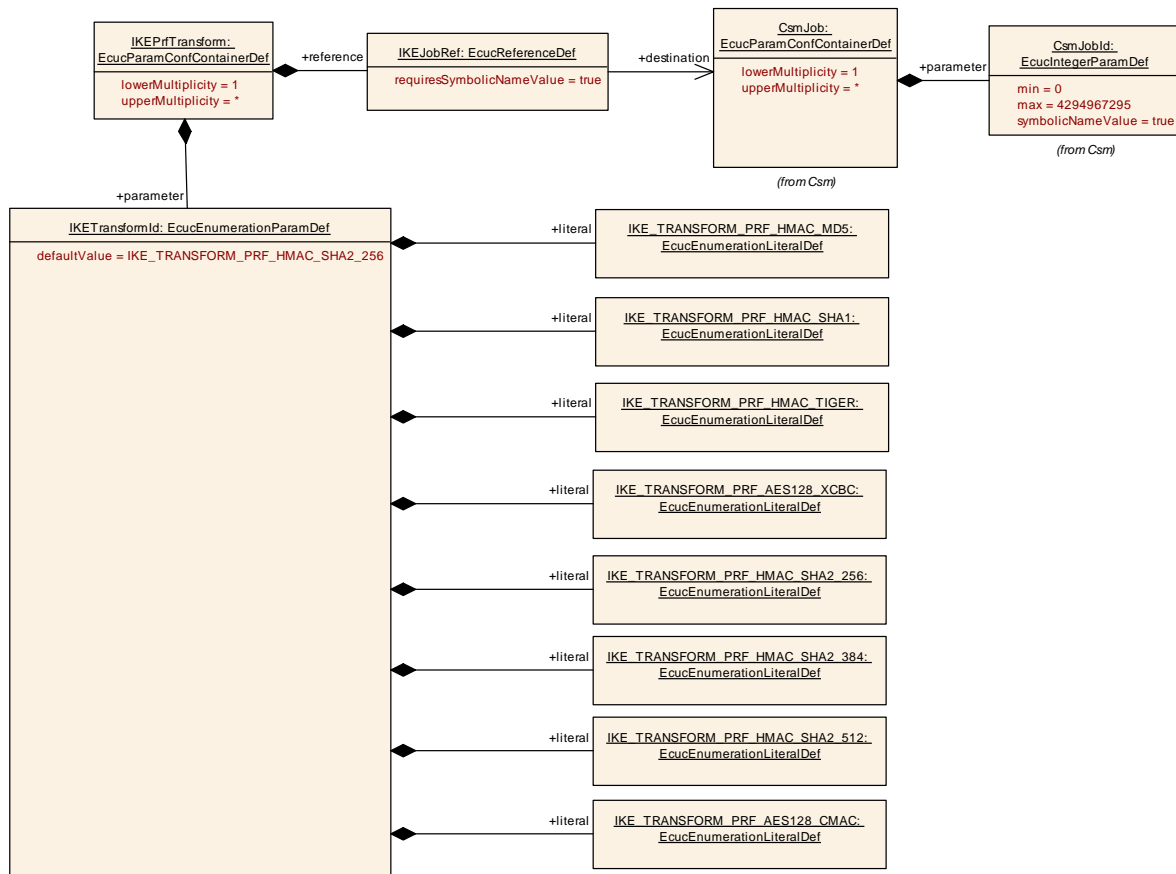 IKEPrfTransform:
EcucParamConfContainerDef
lowerMultiplicity = 1
upperMultiplicity = *
+reference
IKEJobRef: EcucReferenceDef
requiresSymbolicNameValue = true
+destination
CsmJob:
EcucParamConfContainerDef
lowerMultiplicity = 1
upperMultiplicity = *
(from Csm)
+parameter
CsmJobId:
EcucIntegerParamDef
min = 0
max = 4294967295
symbolicNameValue = true
(from Csm)
+parameter
IKETransformId: EcucEnumerationParamDef
defaultValue = IKE_TRANSFORM_PRF_HMAC_SHA2_256
+literal
IKE_TRANSFORM_PRF_HMAC_MD5:
EcucEnumerationLiteralDef
+literal
IKE_TRANSFORM_PRF_HMAC_SHA1:
EcucEnumerationLiteralDef
+literal
IKE_TRANSFORM_PRF_HMAC_TIGER:
EcucEnumerationLiteralDef
+literal
IKE_TRANSFORM_PRF_AES128_XCBC:
EcucEnumerationLiteralDef
+literal
IKE_TRANSFORM_PRF_HMAC_SHA2_256:
EcucEnumerationLiteralDef
+literal
IKE_TRANSFORM_PRF_HMAC_SHA2_384:
EcucEnumerationLiteralDef
+literal
IKE_TRANSFORM_PRF_HMAC_SHA2_512:
EcucEnumerationLiteralDef
+literal
IKE_TRANSFORM_PRF_AES128_CMAC:
EcucEnumerationLiteralDef